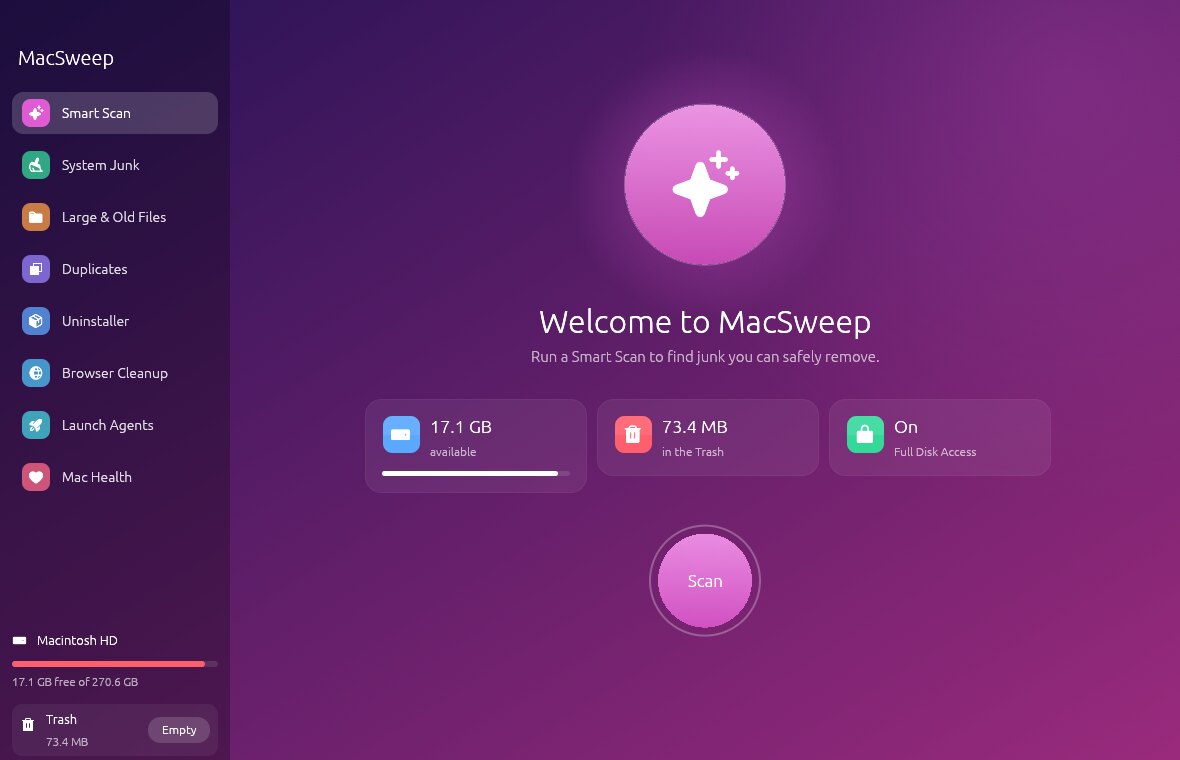 MacSweep
Smart Scan
System Junk
Large & Old Files
Duplicates
Uninstaller
Browser Cleanup
Launch Agents
Mac Health
Macintosh HD
17.1 GB free of 270.6 GB
Trash
73.4 MB
Empty
Welcome to MacSweep
Run a Smart Scan to find junk you can safely remove.
17.1 GB
available
73.4 MB
in the Trash
On
Full Disk Access
Scan